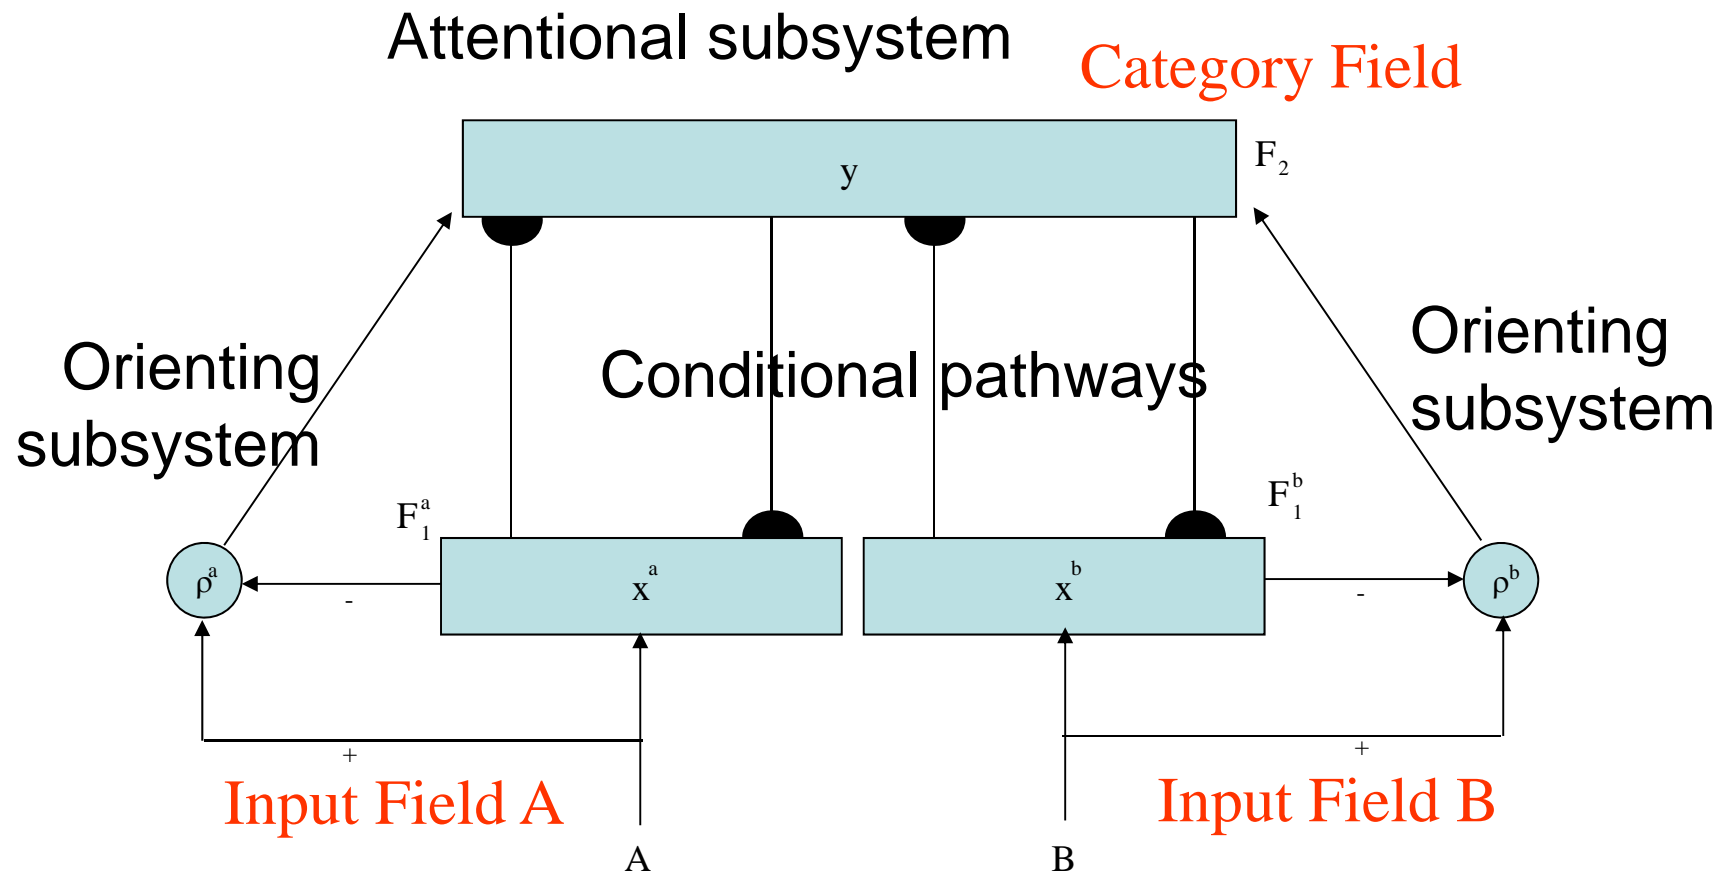 Attentional subsystem
Category Field
y
F₂
Orienting
subsystem
Conditional pathways
Orienting
subsystem
F₁ᵃ
F₁ᵇ
ρᵃ
-
xᵃ
xᵇ
-
ρᵇ
+
+
Input Field A
Input Field B
A
B